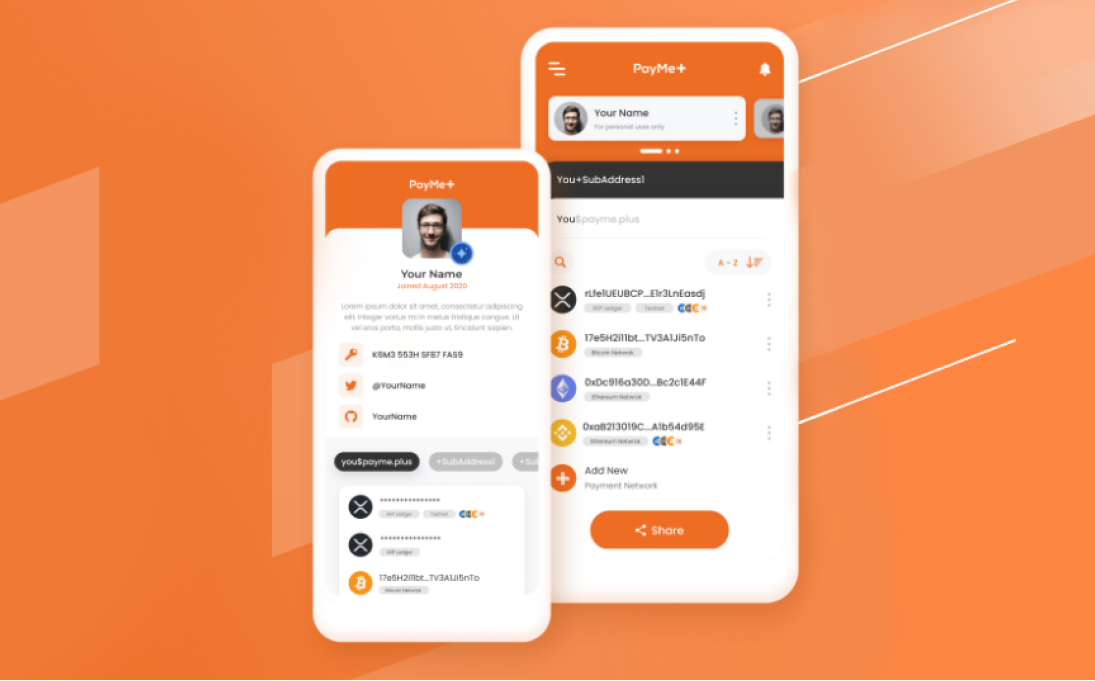 PayMe+
Your Name
For personal uses only
You+SubAddress1
You$payme.plus
A - Z
rLfe1UEUBCP...E1r3LnEasdj
XRP Ledger
Testnet
17e5H2i11bt...TV3A1Ji5nTo
Bitcoin Network
0xDc916a30D...Bc2c1E44F
Ethereum Network
0xa8213019C...A1b54d95E
Ethereum Network
Add New
Payment Network
Share
PayMe+
Your Name
Joined August 2020
Lorem ipsum dolor sit amet, consectetur adipiscing
elit. Integer varius mi in metus tristique congue. Ut
vel eros porta, mollis justo ut, tincidunt sapien.
KSM3 553H SF87 FAS9
@YourName
YourName
you$payme.plus
+SubAddress1
+Sub
***************
XRP Ledger
Testnet
***************
XRP Ledger
17e5H2i11bt...TV3A1Ji5nTo
Bitcoin Network